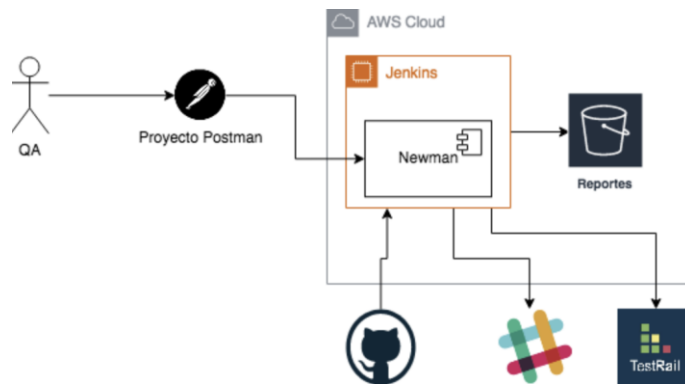 AWS Cloud
Jenkins
QA
Proyecto Postman
Newman
Reportes
TestRail